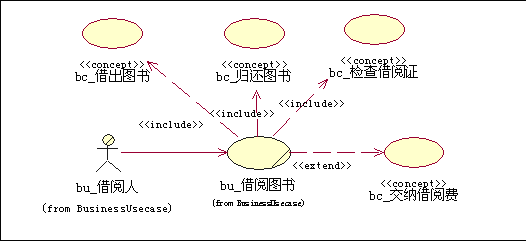 <<concept>>
bc_借出图书
<<concept>>
bc_归还图书
<<concept>>
bc_检查借阅证
<<include>>
<<include>>
<<include>>
bu_借阅人
(from BusinessUsecase)
bu_借阅图书
(from BusinessUsecase)
<<extend>>
<<concept>>
bc_交纳借阅费